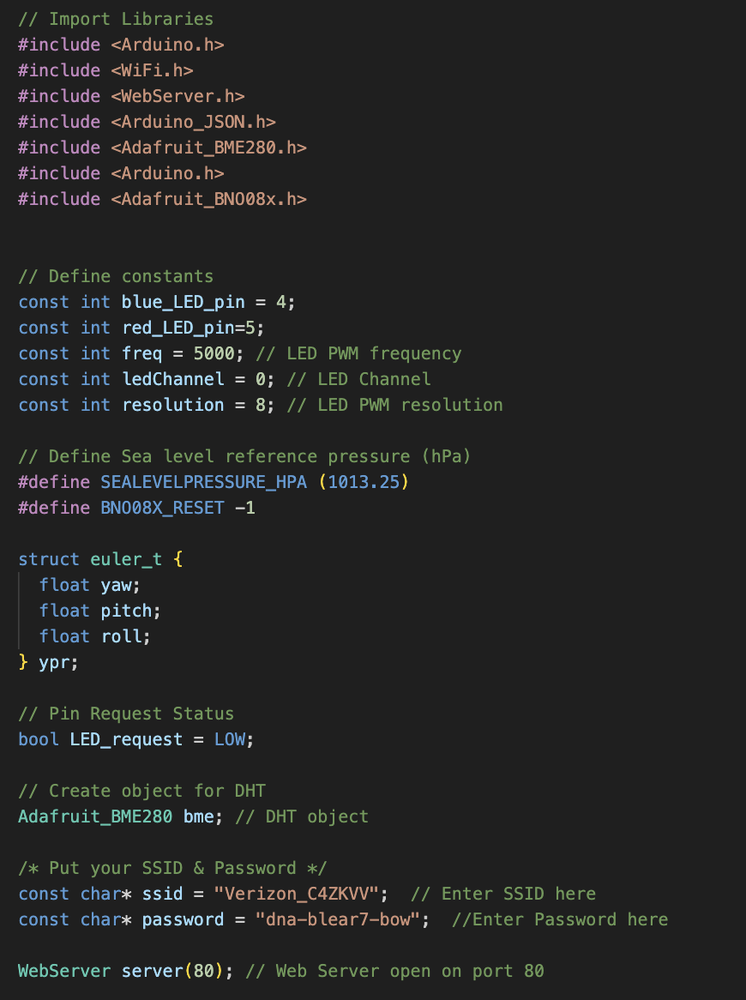 // Import Libraries
#include <Arduino.h>
#include <WiFi.h>
#include <WebServer.h>
#include <Arduino_JSON.h>
#include <Adafruit_BME280.h>
#include <Arduino.h>
#include <Adafruit_BNO08x.h>
// Define constants
const int blue_LED_pin = 4;
const int red_LED_pin=5;
const int freq = 5000; // LED PWM frequency
const int ledChannel = 0; // LED Channel
const int resolution = 8; // LED PWM resolution
// Define Sea level reference pressure (hPa)
#define SEALEVELPRESSURE_HPA (1013.25)
#define BNO08X_RESET -1
struct euler_t {
  float yaw;
  float pitch;
  float roll;
} ypr;
// Pin Request Status
bool LED_request = LOW;
// Create object for DHT
Adafruit_BME280 bme; // DHT object
/* Put your SSID & Password */
const char* ssid = "Verizon_C4ZKVV";  // Enter SSID here
const char* password = "dna-blear7-bow";  //Enter Password here
WebServer server(80); // Web Server open on port 80